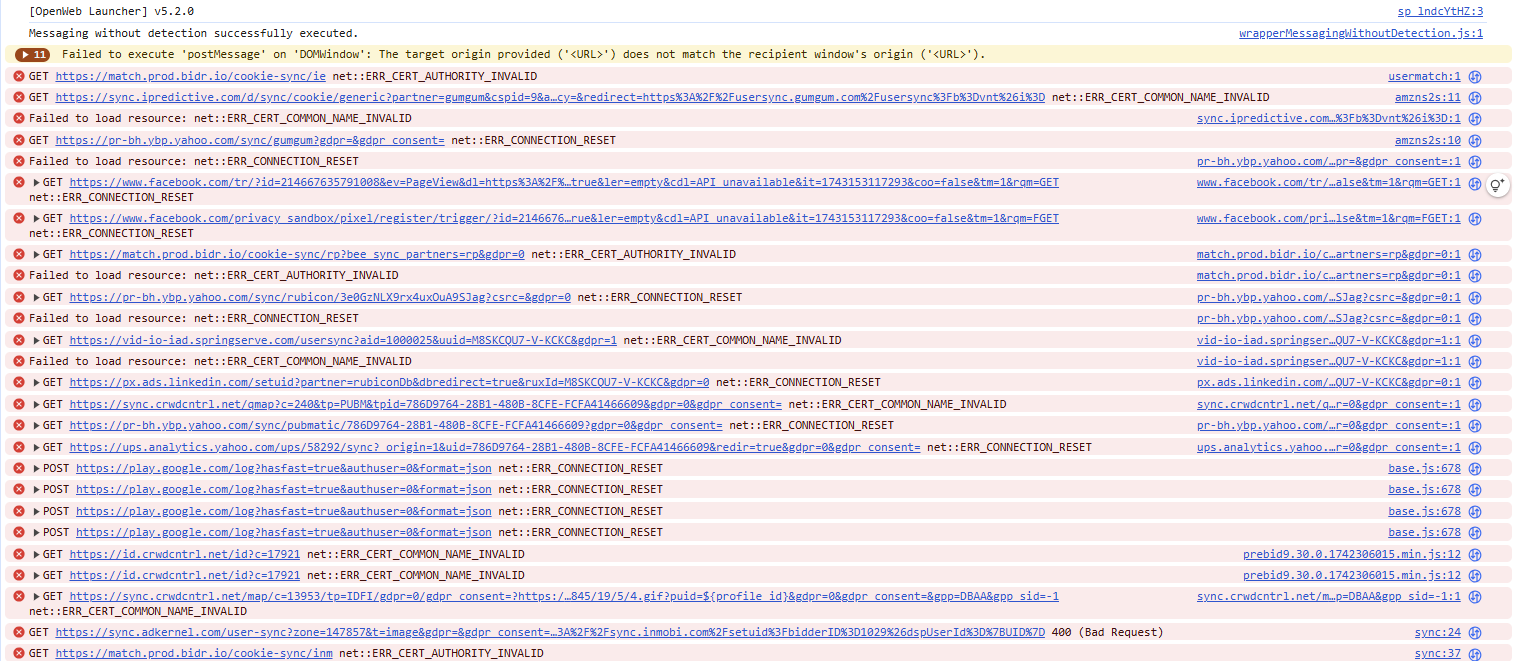 [OpenWeb Launcher] v5.2.0 sp_lndcYtHZ:3
Messaging without detection successfully executed. wrapperMessagingWithoutDetection.js:1
11 Failed to execute 'postMessage' on 'DOMWindow': The target origin provided ('<URL>') does not match the recipient window's origin ('<URL>').
GET https://match.prod.bidr.io/cookie-sync/ie net::ERR_CERT_AUTHORITY_INVALID usermatch:1
GET https://sync.ipredictive.com/d/sync/cookie/generic?partner=gumgum&cspid=9&a…cy=&redirect=https%3A%2F%2Fusersync.gumgum.com%2Fusersync%3Fb%3Dvnt%26i%3D net::ERR_CERT_COMMON_NAME_INVALID amzns2s:11
Failed to load resource: net::ERR_CERT_COMMON_NAME_INVALID sync.ipredictive.com…%3Fb%3Dvnt%26i%3D:1
GET https://pr-bh.ybp.yahoo.com/sync/gumgum?gdpr=&gdpr_consent= net::ERR_CONNECTION_RESET amzns2s:10
Failed to load resource: net::ERR_CONNECTION_RESET pr-bh.ybp.yahoo.com/…pr=&gdpr_consent=:1
GET https://www.facebook.com/tr/?id=214667635791008&ev=PageView&dl=https%3A%2F%…true&ler=empty&cdl=API_unavailable&it=1743153117293&coo=false&tm=1&rqm=GET www.facebook.com/tr/…alse&tm=1&rqm=GET:1
net::ERR_CONNECTION_RESET
GET https://www.facebook.com/privacy_sandbox/pixel/register/trigger/?id=2146676…rue&ler=empty&cdl=API_unavailable&it=1743153117293&coo=false&tm=1&rqm=FGET www.facebook.com/pri…lse&tm=1&rqm=FGET:1
net::ERR_CONNECTION_RESET
GET https://match.prod.bidr.io/cookie-sync/rp?bee_sync_partners=rp&gdpr=0 net::ERR_CERT_AUTHORITY_INVALID match.prod.bidr.io/c…artners=rp&gdpr=0:1
Failed to load resource: net::ERR_CERT_AUTHORITY_INVALID match.prod.bidr.io/c…artners=rp&gdpr=0:1
GET https://pr-bh.ybp.yahoo.com/sync/rubicon/3e0GzNLX9rx4uxOuA9SJag?csrc=&gdpr=0 net::ERR_CONNECTION_RESET pr-bh.ybp.yahoo.com/…SJag?csrc=&gdpr=0:1
Failed to load resource: net::ERR_CONNECTION_RESET pr-bh.ybp.yahoo.com/…SJag?csrc=&gdpr=0:1
GET https://vid-io-iad.springserve.com/usersync?aid=1000025&uuid=M8SKCQU7-V-KCKC&gdpr=1 net::ERR_CERT_COMMON_NAME_INVALID vid-io-iad.springser…QU7-V-KCKC&gdpr=1:1
Failed to load resource: net::ERR_CERT_COMMON_NAME_INVALID vid-io-iad.springser…QU7-V-KCKC&gdpr=1:1
GET https://px.ads.linkedin.com/setuid?partner=rubiconDb&dbredirect=true&ruxId=M8SKCQU7-V-KCKC&gdpr=0 net::ERR_CONNECTION_RESET px.ads.linkedin.com/…QU7-V-KCKC&gdpr=0:1
GET https://sync.crwdcntrl.net/qmap?c=240&tp=PUBM&tpid=786D9764-28B1-480B-8CFE-FCFA41466609&gdpr=0&gdpr_consent= net::ERR_CERT_COMMON_NAME_INVALID sync.crwdcntrl.net/q…r=0&gdpr_consent=:1
GET https://pr-bh.ybp.yahoo.com/sync/pubmatic/786D9764-28B1-480B-8CFE-FCFA41466609?gdpr=0&gdpr_consent= net::ERR_CONNECTION_RESET pr-bh.ybp.yahoo.com/…r=0&gdpr_consent=:1
GET https://ups.analytics.yahoo.com/ups/58292/sync?_origin=1&uid=786D9764-28B1-480B-8CFE-FCFA41466609&redir=true&gdpr=0&gdpr_consent= net::ERR_CONNECTION_RESET ups.analytics.yahoo.…r=0&gdpr_consent=:1
POST https://play.google.com/log?hasfast=true&authuser=0&format=json net::ERR_CONNECTION_RESET base.js:678
POST https://play.google.com/log?hasfast=true&authuser=0&format=json net::ERR_CONNECTION_RESET base.js:678
POST https://play.google.com/log?hasfast=true&authuser=0&format=json net::ERR_CONNECTION_RESET base.js:678
POST https://play.google.com/log?hasfast=true&authuser=0&format=json net::ERR_CONNECTION_RESET base.js:678
GET https://id.crwdcntrl.net/id?c=17921 net::ERR_CERT_COMMON_NAME_INVALID prebid9.30.0.1742306015.min.js:12
GET https://id.crwdcntrl.net/id?c=17921 net::ERR_CERT_COMMON_NAME_INVALID prebid9.30.0.1742306015.min.js:12
GET https://sync.crwdcntrl.net/map/c=13953/tp=IDFI/gdpr=0/gdpr_consent=?https:/…845/19/5/4.gif?puid=${profile_id}&gdpr=0&gdpr_consent=&gpp=DBAA&gpp_sid=-1 sync.crwdcntrl.net/m…p=DBAA&gpp_sid=-1:1
net::ERR_CERT_COMMON_NAME_INVALID
GET https://sync.adkernel.com/user-sync?zone=147857&t=image&gdpr=&gdpr_consent=…3A%2F%2Fsync.inmobi.com%2Fsetuid%3FbidderID%3D1029%26dspUserId%3D%7BUID%7D 400 (Bad Request) sync:24
GET https://match.prod.bidr.io/cookie-sync/inm net::ERR_CERT_AUTHORITY_INVALID sync:37